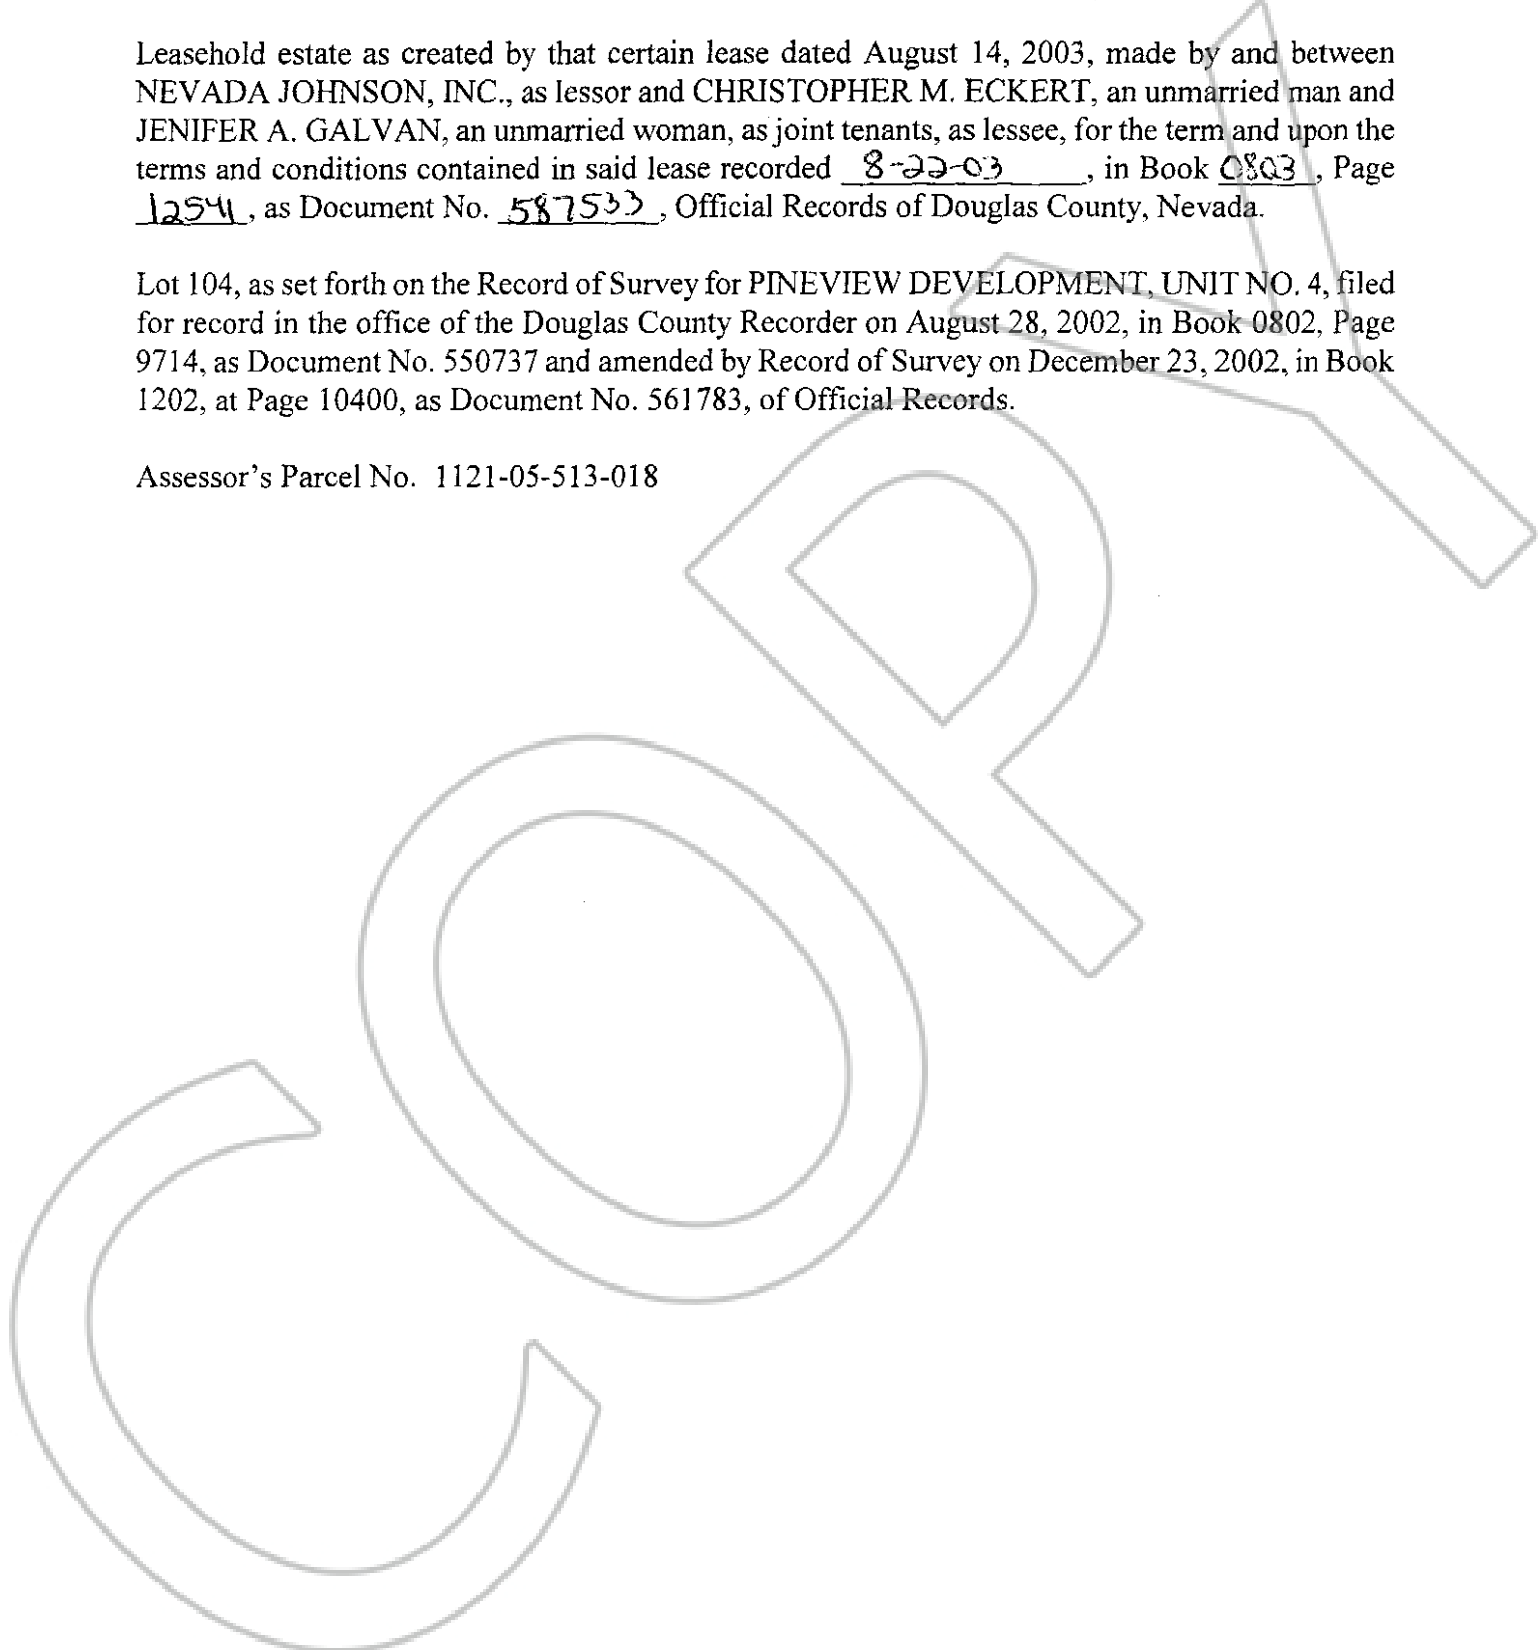 Leasehold estate as created by that certain lease dated August 14, 2003, made by and between
NEVADA JOHNSON, INC., as lessor and CHRISTOPHER M. ECKERT, an unmarried man and
JENIFER A. GALVAN, an unmarried woman, as joint tenants, as lessee, for the term and upon the
terms and conditions contained in said lease recorded 8-22-03, in Book 0803, Page
12541, as Document No. 587533, Official Records of Douglas County, Nevada.
Lot 104, as set forth on the Record of Survey for PINEVIEW DEVELOPMENT, UNIT NO. 4, filed
for record in the office of the Douglas County Recorder on August 28, 2002, in Book 0802, Page
9714, as Document No. 550737 and amended by Record of Survey on December 23, 2002, in Book
1202, at Page 10400, as Document No. 561783, of Official Records.
Assessor's Parcel No. 1121-05-513-018
COPY